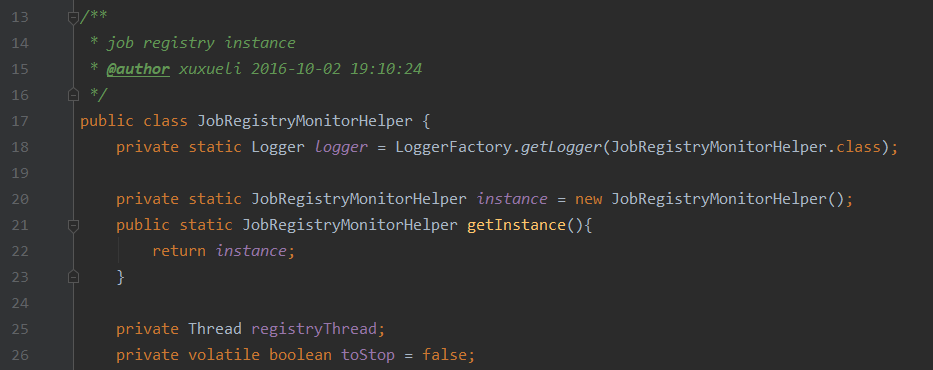 13 /**
14  * job registry instance
15  * @author xuxueli 2016-10-02 19:10:24
16  */
17 public class JobRegistryMonitorHelper {
18     private static Logger logger = LoggerFactory.getLogger(JobRegistryMonitorHelper.class);
19
20     private static JobRegistryMonitorHelper instance = new JobRegistryMonitorHelper();
21     public static JobRegistryMonitorHelper getInstance(){
22         return instance;
23     }
24
25     private Thread registryThread;
26     private volatile boolean toStop = false;